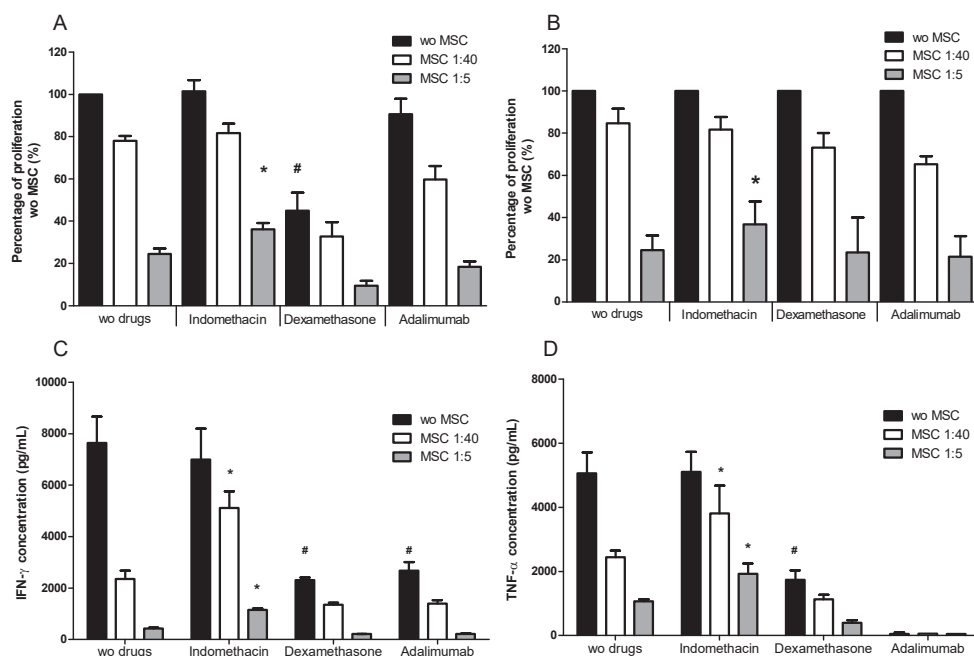 A
wo MSC
MSC 1:40
MSC 1:5
Percentage of proliferation
wo MSC (%)
120
100
80
60
40
20
0
*
#
wo drugs
Indomethacin
Dexamethasone
Adalimumab
B
wo MSC
MSC 1:40
MSC 1:5
Percentage of proliferation
wo MSC (%)
120
100
80
60
40
20
0
*
wo drugs
Indomethacin
Dexamethasone
Adalimumab
C
wo MSC
MSC 1:40
MSC 1:5
IFN-γ concentration (pg/mL)
10000
8000
6000
4000
2000
0
*
*
#
#
wo drugs
Indomethacin
Dexamethasone
Adalimumab
D
wo MSC
MSC 1:40
MSC 1:5
TNF-α concentration (pg/mL)
8000
6000
4000
2000
0
*
*
#
wo drugs
Indomethacin
Dexamethasone
Adalimumab